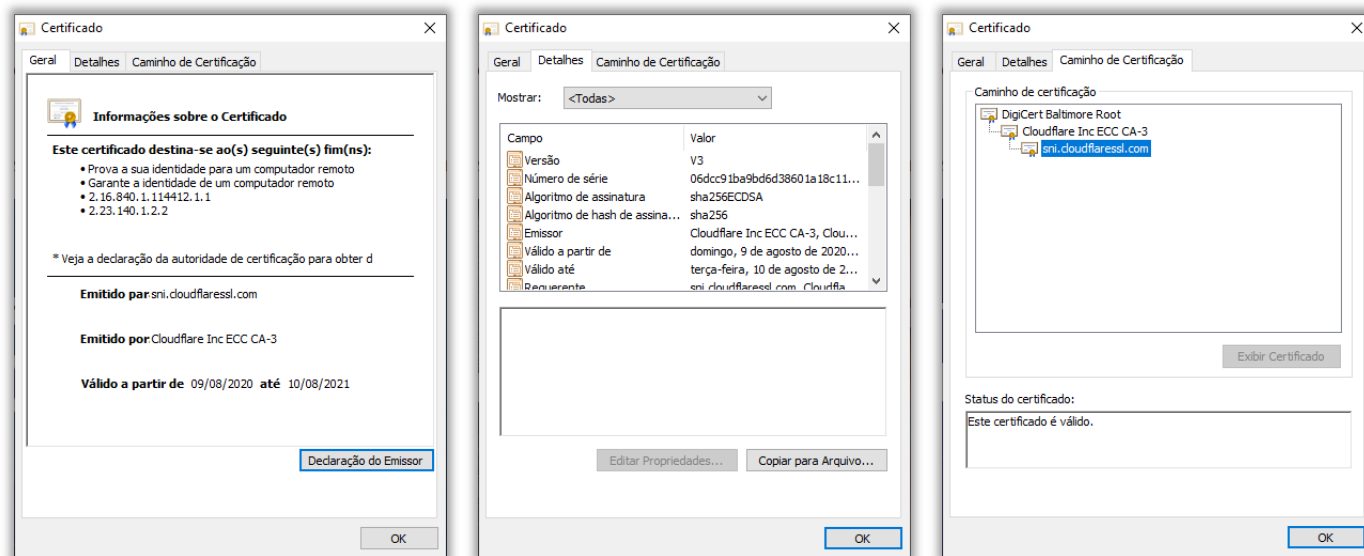 Certificado
Geral Detalhes Caminho de Certificação
Informações sobre o Certificado
Este certificado destina-se ao(s) seguinte(s) fim(ns):
• Prova a sua identidade para um computador remoto
• Garante a identidade de um computador remoto
• 2.16.840.1.114412.1.1
• 2.23.140.1.2.2
* Veja a declaração da autoridade de certificação para obter d
Emitido par sni.cloudflaressl.com
Emitido por Cloudflare Inc ECC CA-3
Válido a partir de 09/08/2020 até 10/08/2021
Declaração do Emissor
OK
Certificado
Geral Detalhes Caminho de Certificação
Mostrar: <Todas>
Campo Valor
Versão V3
Número de série 06dcc91ba9bd6d38601a18c11...
Algoritmo de assinatura sha256ECDSA
Algoritmo de hash de assina... sha256
Emissor Cloudflare Inc ECC CA-3, Clou...
Válido a partir de domingo, 9 de agosto de 2020...
Válido até terça-feira, 10 de agosto de 2...
Requerente sni.cloudflaressl.com, Cloudfla...
Editar Propriedades... Copiar para Arquivo...
OK
Certificado
Geral Detalhes Caminho de Certificação
Caminho de certificação
DigiCert Baltimore Root
Cloudflare Inc ECC CA-3
sni.cloudflaressl.com
Exibir Certificado
Status do certificado:
Este certificado é válido.
OK